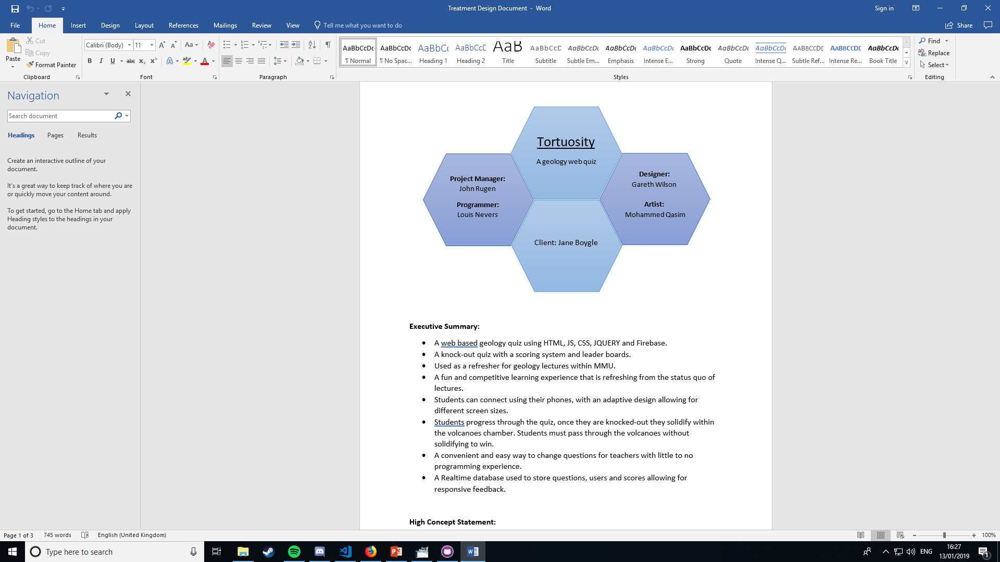 Treatment Design Document - Word
Sign in
File Home Insert Design Layout References Mailings Review View Tell me what you want to do Share
Paste
Cut
Copy
Format Painter
Clipboard
Calibri (Body) 11
Font
Paragraph
AaBbCcDc AaBbCcDc AaBbCc AaBbCcD AaB AaBbCcD AaBbCcDc AaBbCcDc AaBbCcDc AaBbCcDc AaBbCcDc AaBbCcDc AABBCCDD AABBCCDE AaBbCcDc
¶ Normal ¶ No Spac... Heading 1 Heading 2 Title Subtitle Subtle Em... Emphasis Intense E... Strong Quote Intense Q... Subtle Ref... Intense Re... Book Title
Styles
Find
Replace
Select
Editing
Navigation
Search document
Headings Pages Results
Create an interactive outline of your
document.
It's a great way to keep track of where you are
or quickly move your content around.
To get started, go to the Home tab and apply
Heading styles to the headings in your
document.
Tortuosity
A geology web quiz
Project Manager:
John Rugen
Programmer:
Louis Nevers
Designer:
Gareth Wilson
Artist:
Mohammed Qasim
Client: Jane Boygle
Executive Summary:
• A web based geology quiz using HTML, JS, CSS, JQUERY and Firebase.
• A knock-out quiz with a scoring system and leader boards.
• Used as a refresher for geology lectures within MMU.
• A fun and competitive learning experience that is refreshing from the status quo of
lectures.
• Students can connect using their phones, with an adaptive design allowing for
different screen sizes.
• Students progress through the quiz, once they are knocked-out they solidify within
the volcanoes chamber. Students must pass through the volcanoes without
solidifying to win.
• A convenient and easy way to change questions for teachers with little to no
programming experience.
• A Realtime database used to store questions, users and scores allowing for
responsive feedback.
High Concept Statement:
Page 1 of 3 745 words English (United Kingdom) 100%
Type here to search
ENG
16:27
13/01/2019
1